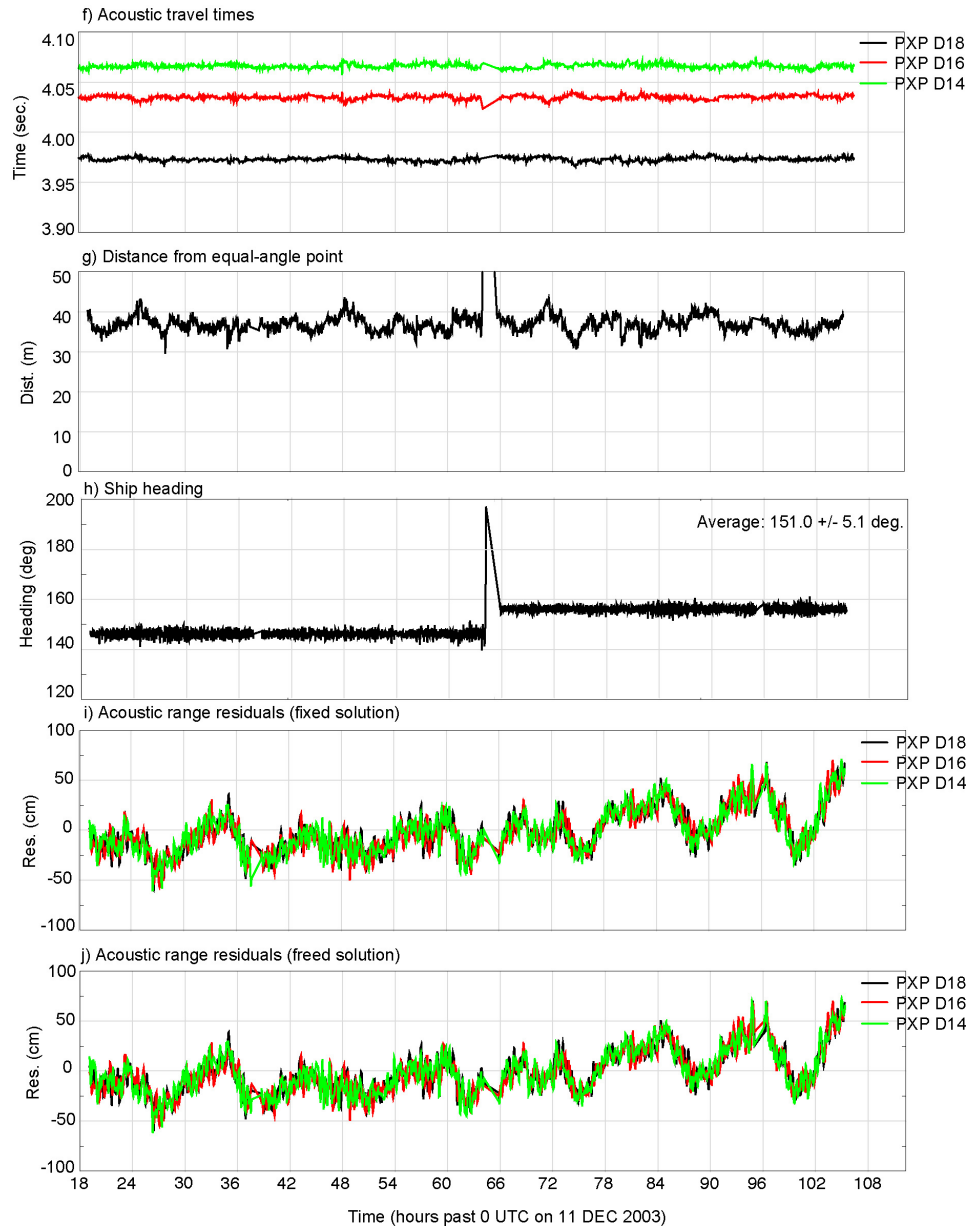 f) Acoustic travel times
4.10
4.05
4.00
3.95
3.90
Time (sec.)
PXP D18
PXP D16
PXP D14
g) Distance from equal-angle point
50
40
30
20
10
0
Dist. (m)
h) Ship heading
200
180
160
140
120
Heading (deg)
Average: 151.0 +/- 5.1 deg.
i) Acoustic range residuals (fixed solution)
100
50
0
-50
-100
Res. (cm)
PXP D18
PXP D16
PXP D14
j) Acoustic range residuals (freed solution)
100
50
0
-50
-100
Res. (cm)
PXP D18
PXP D16
PXP D14
18 24 30 36 42 48 54 60 66 72 78 84 90 96 102 108
Time (hours past 0 UTC on 11 DEC 2003)